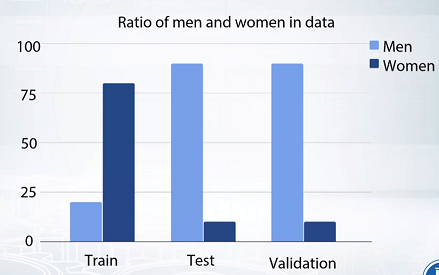 Ratio of men and women in data
100
75
50
25
0
Men
Women
Train
Test
Validation